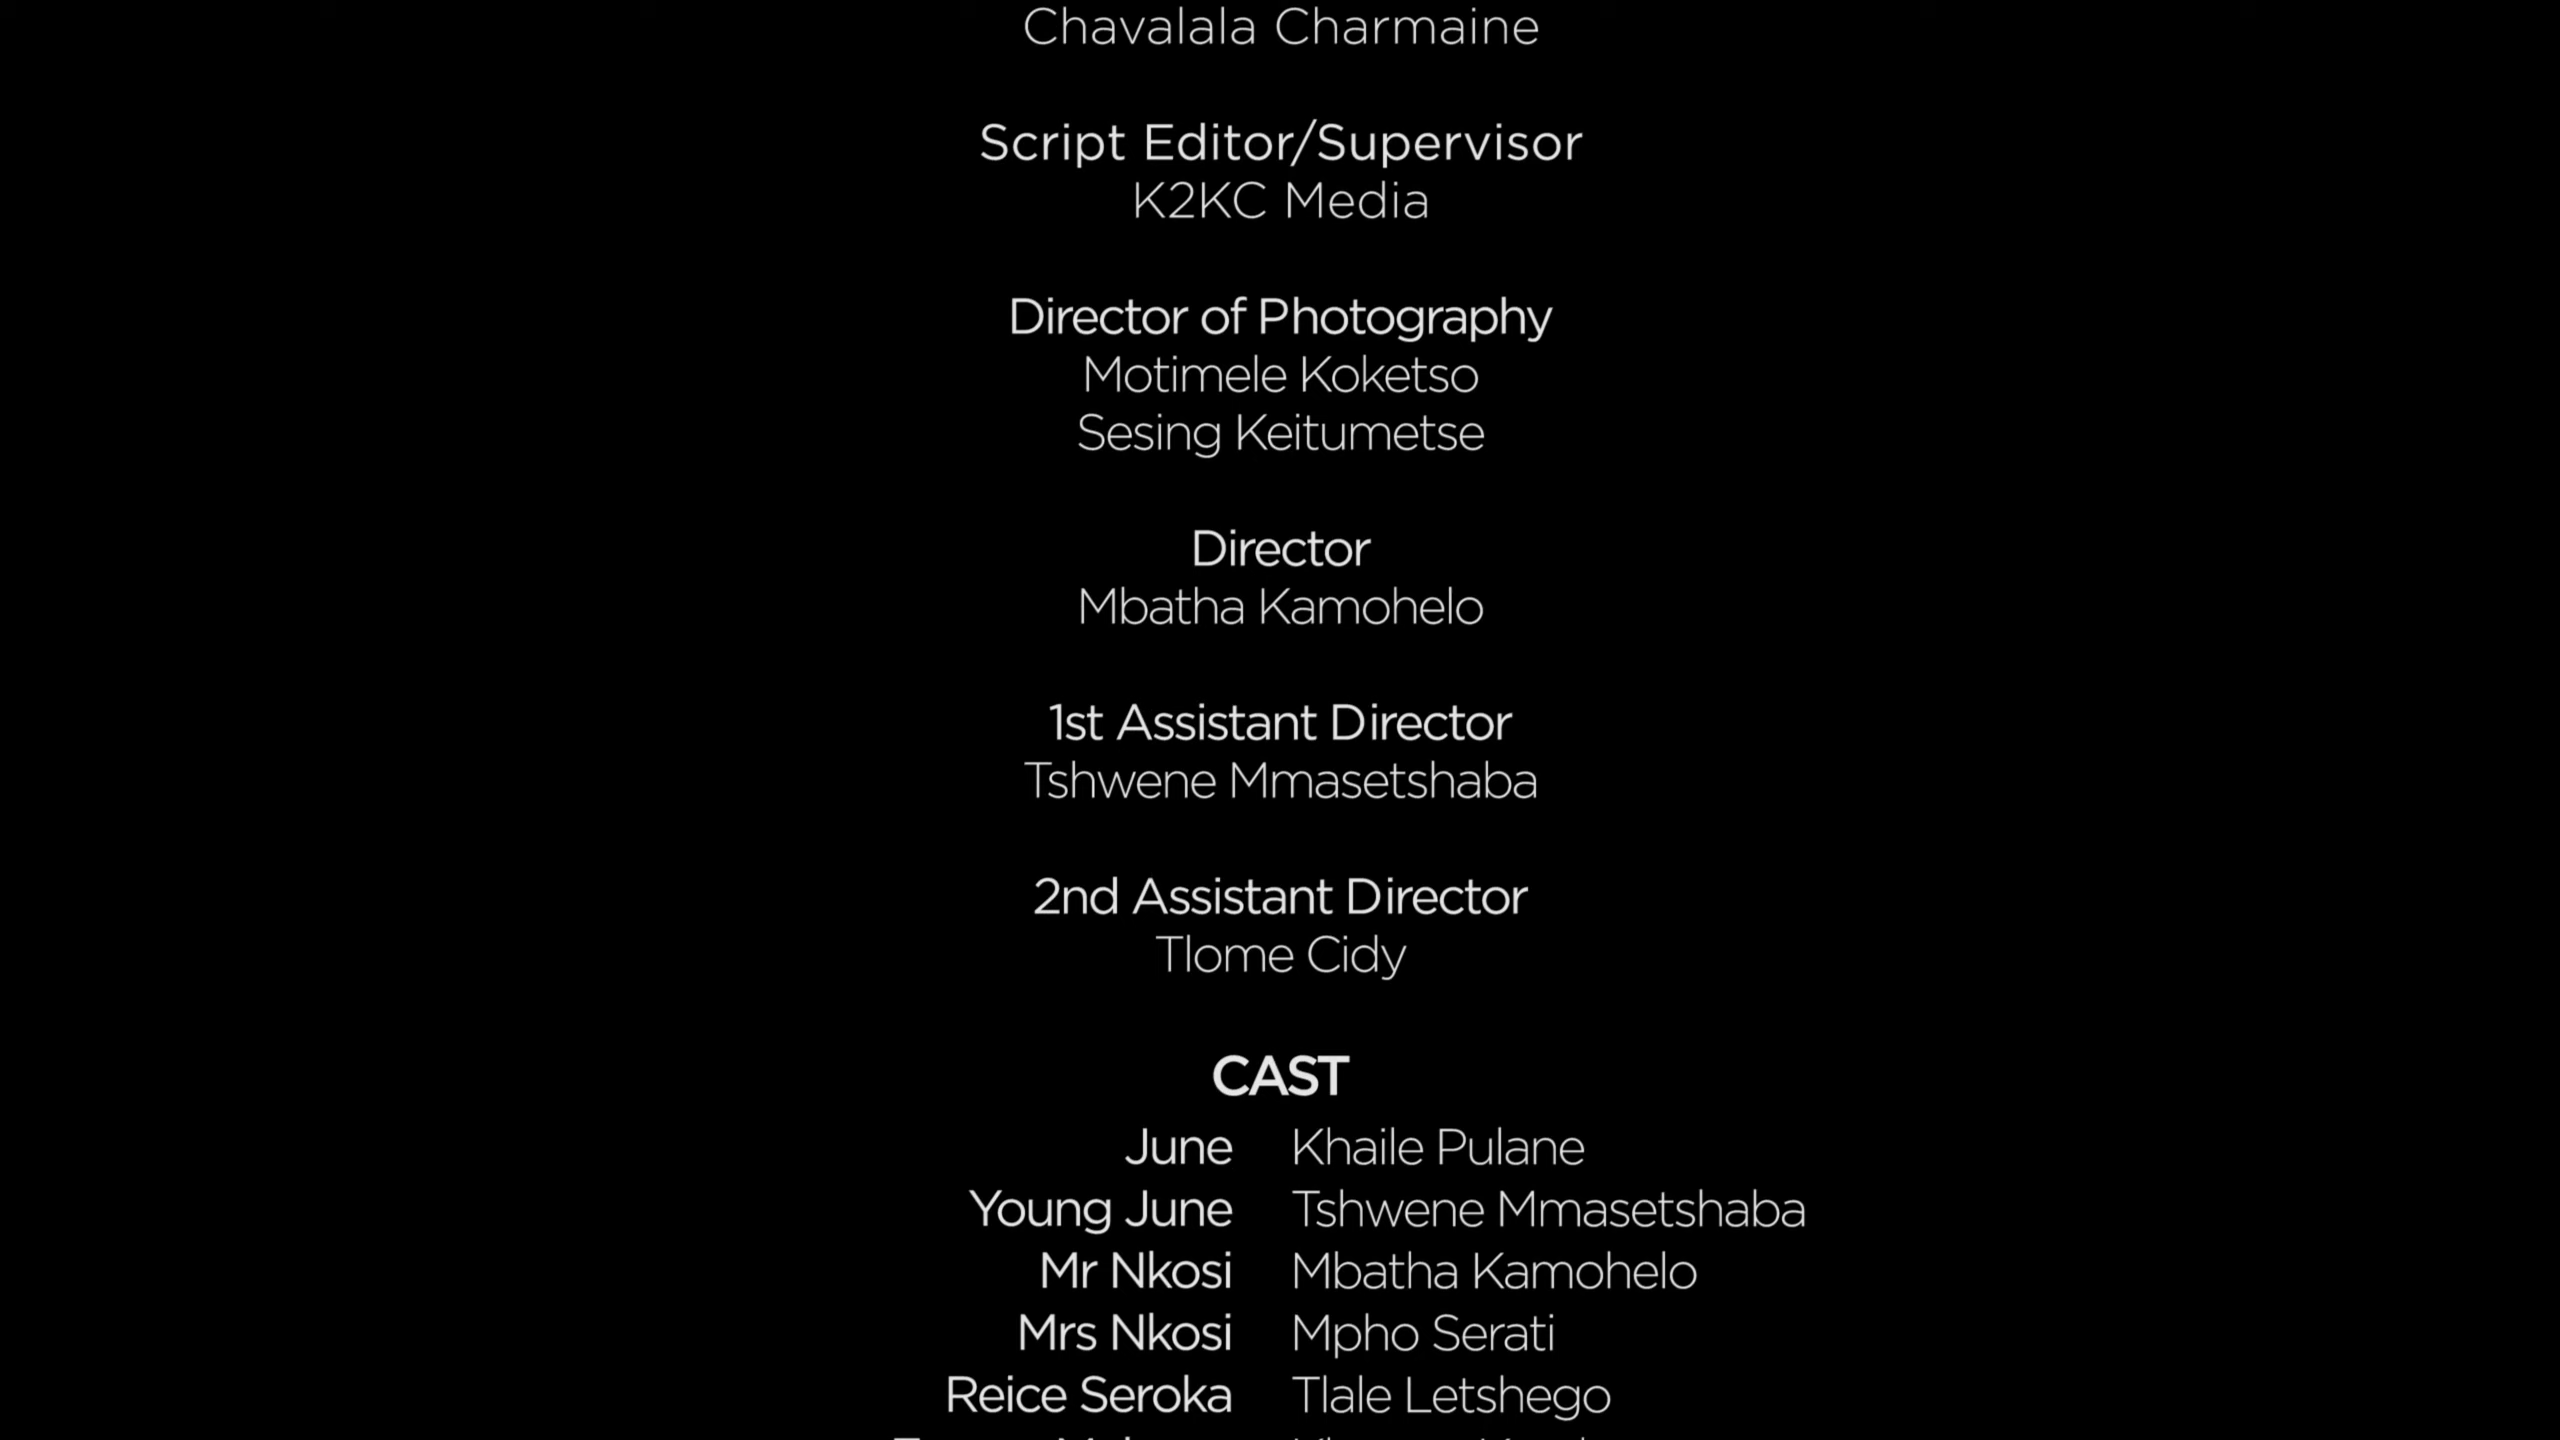 Chavalala Charmaine
Script Editor/Supervisor
K2KC Media
Director of Photography
Motimele Koketso
Sesing Keitumetse
Director
Mbatha Kamohelo
1st Assistant Director
Tshwene Mmasetshaba
2nd Assistant Director
Tlome Cidy
CAST
June Khaile Pulane
Young June Tshwene Mmasetshaba
Mr Nkosi Mbatha Kamohelo
Mrs Nkosi Mpho Serati
Reice Seroka Tlale Letshego